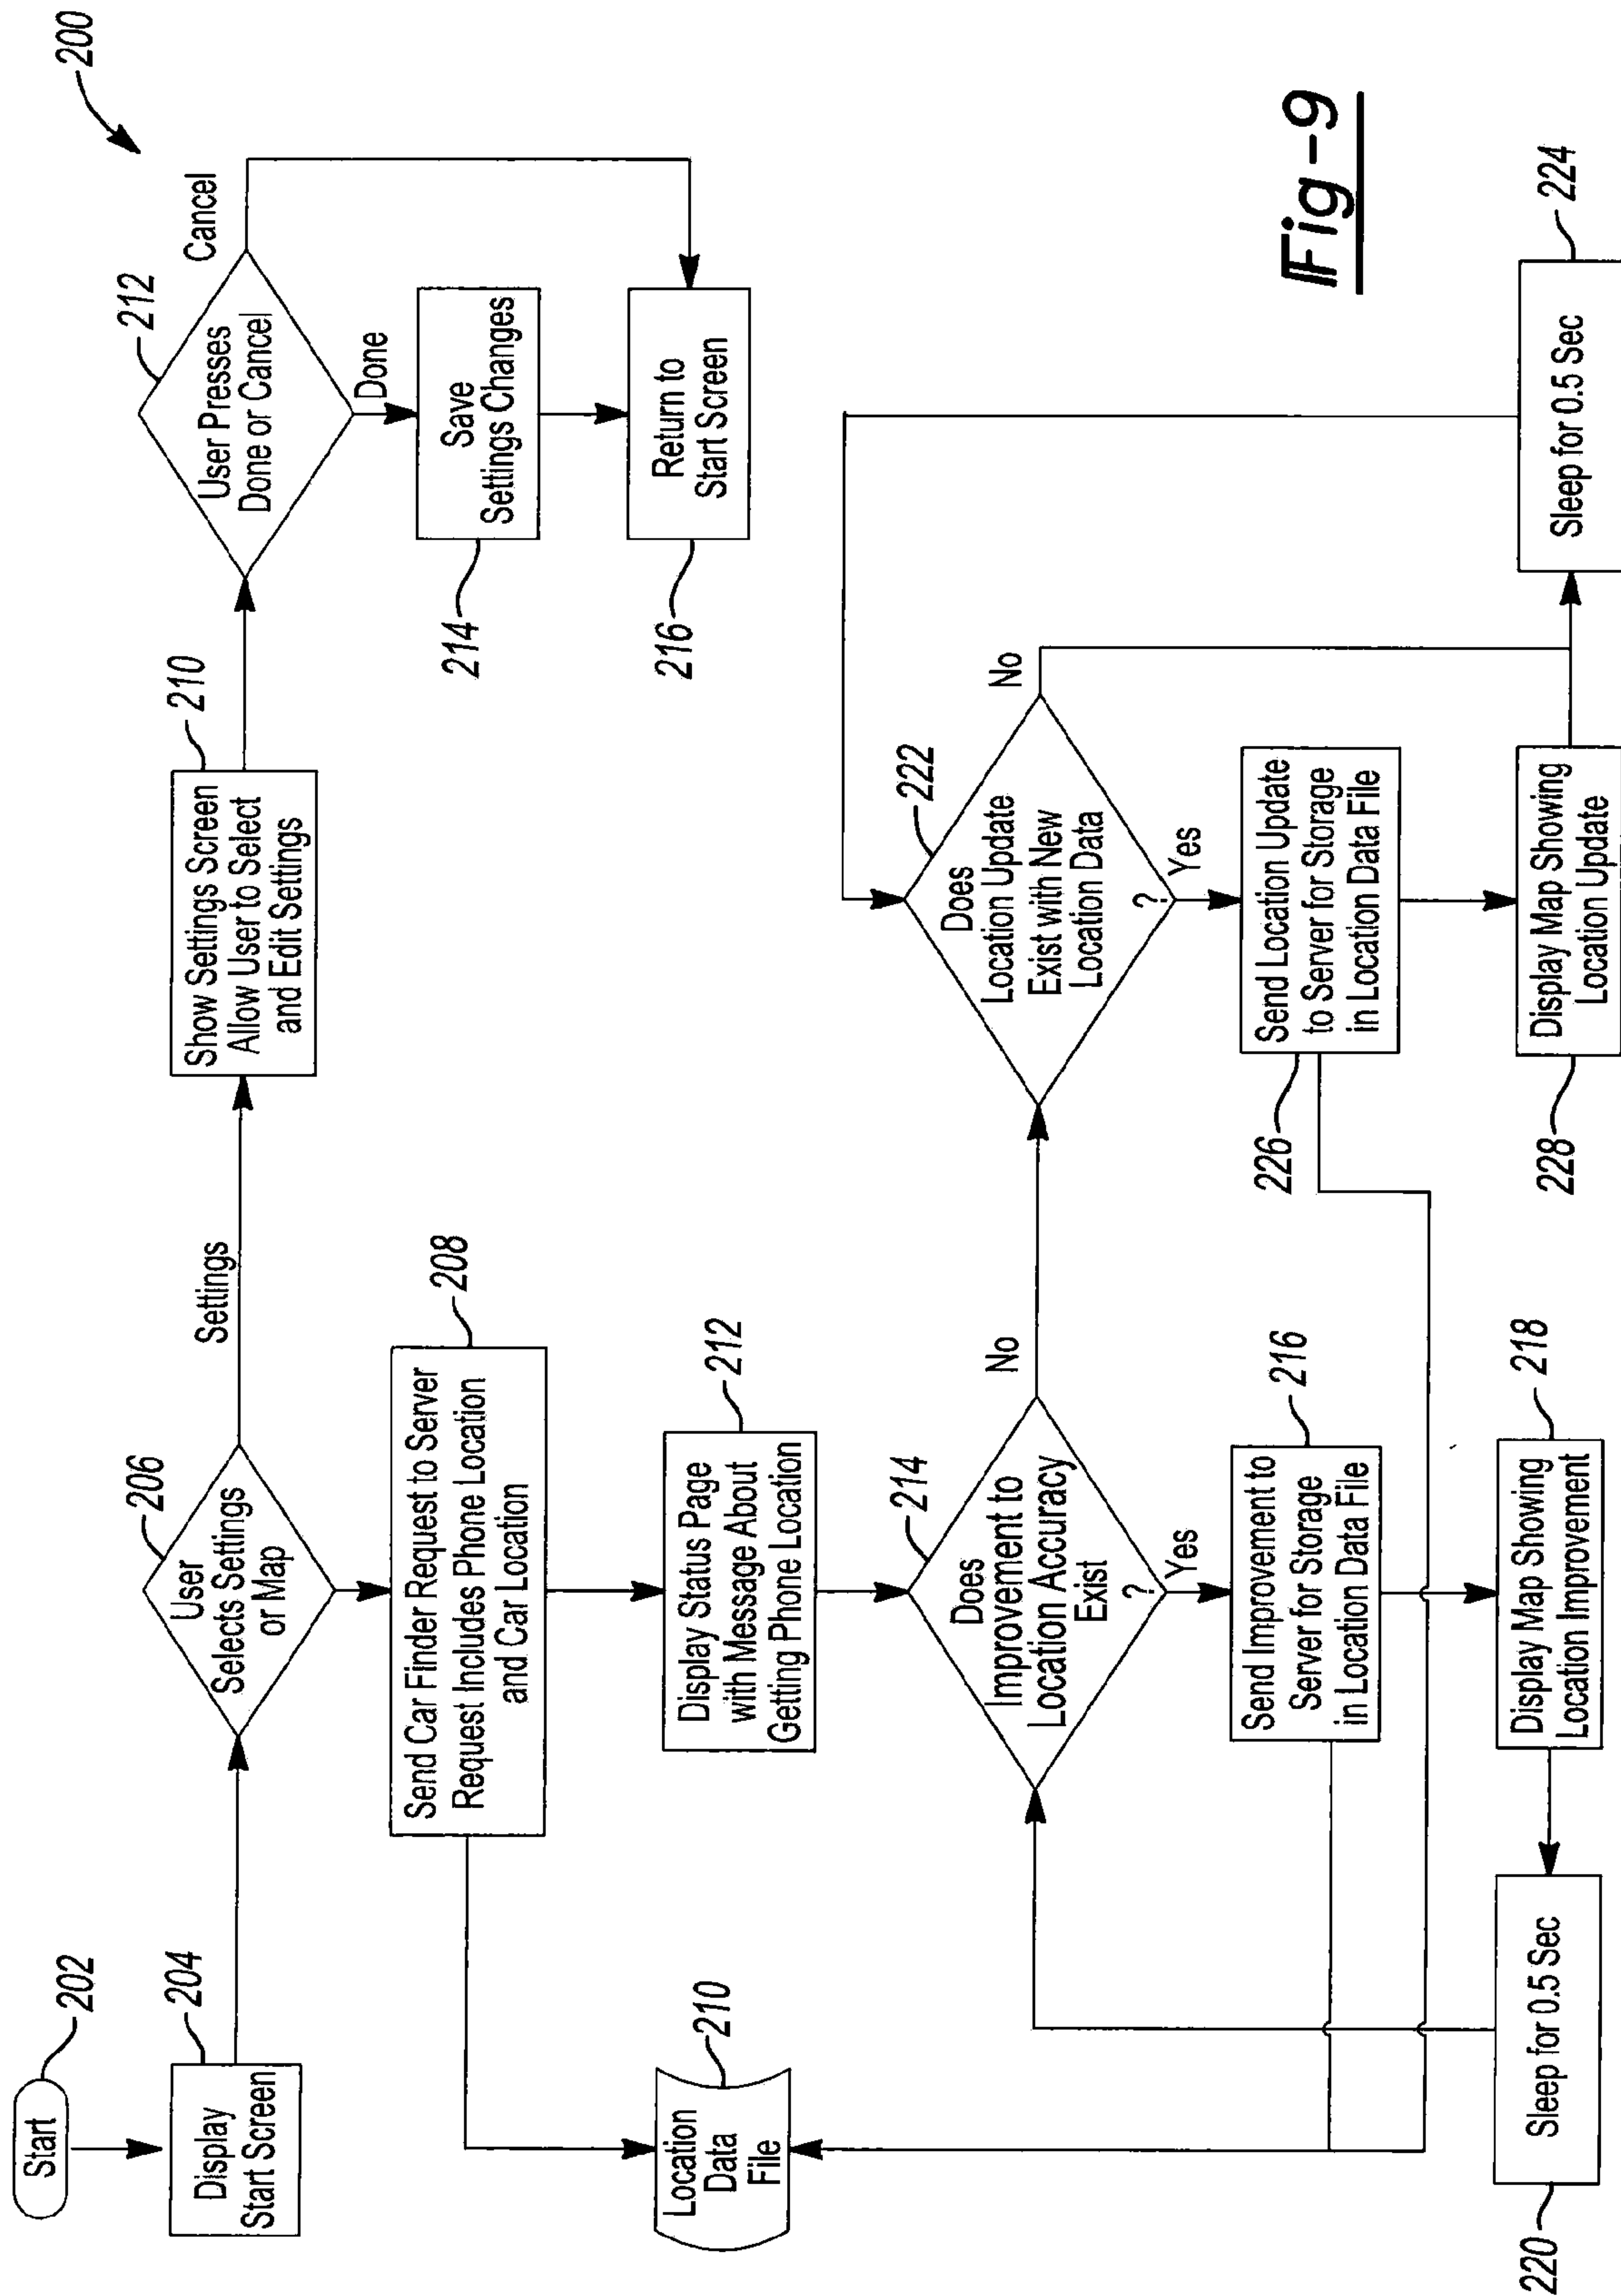 200
Start
202
Display
Start Screen
204
User
Selects Settings
or Map
206
Settings
Show Settings Screen
Allow User to Select
and Edit Settings
210
User Presses
Done or Cancel
212
Cancel
Done
Save
Settings Changes
214
Return to
Start Screen
216
Send Car Finder Request to Server
Request Includes Phone Location
and Car Location
208
Location
Data
File
210
Display Status Page
with Message About
Getting Phone Location
212
Does
Improvement to
Location Accuracy
Exist
?
214
No
Yes
Send Improvement to
Server for Storage
in Location Data File
216
Display Map Showing
Location Improvement
218
Sleep for 0.5 Sec
220
Does
Location Update
Exist with New
Location Data
?
222
No
Yes
Send Location Update
to Server for Storage
in Location Data File
226
Display Map Showing
Location Update
228
Sleep for 0.5 Sec
224
Fig-9